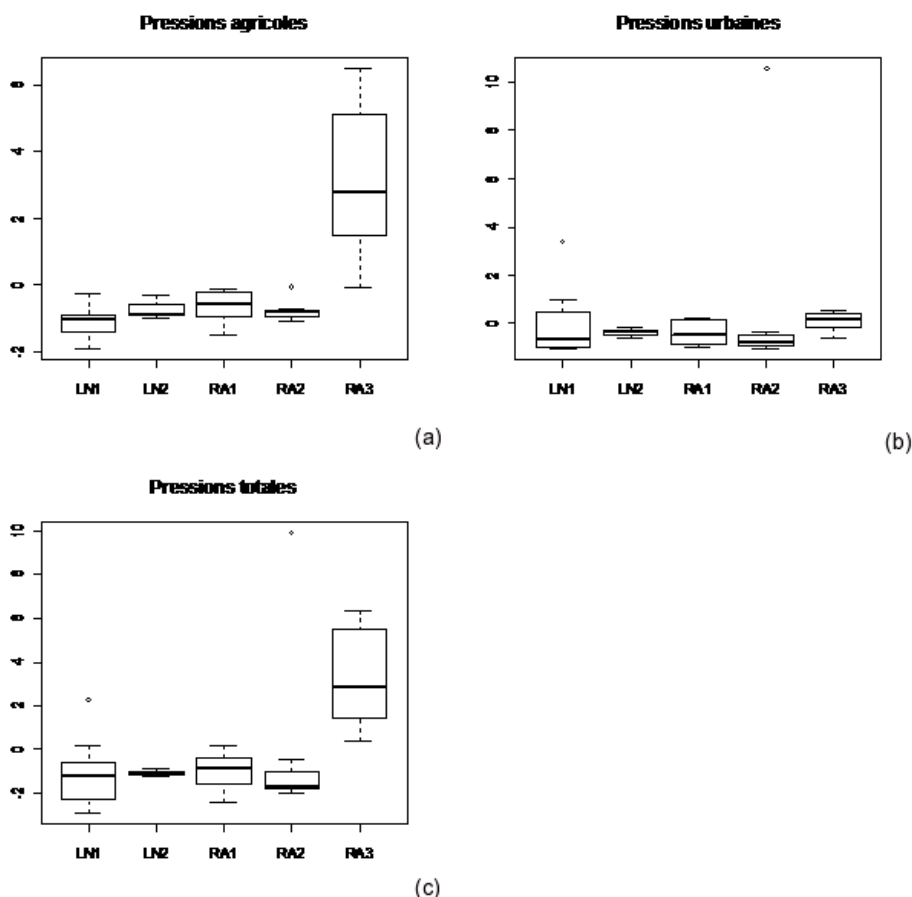 Pressions agricoles
6
4
2
0
-2
LN1 LN2 RA1 RA2 RA3
(a)
Pressions urbaines
10
8
6
4
2
0
LN1 LN2 RA1 RA2 RA3
(b)
Pressions totales
10
8
6
4
2
0
-2
LN1 LN2 RA1 RA2 RA3
(c)